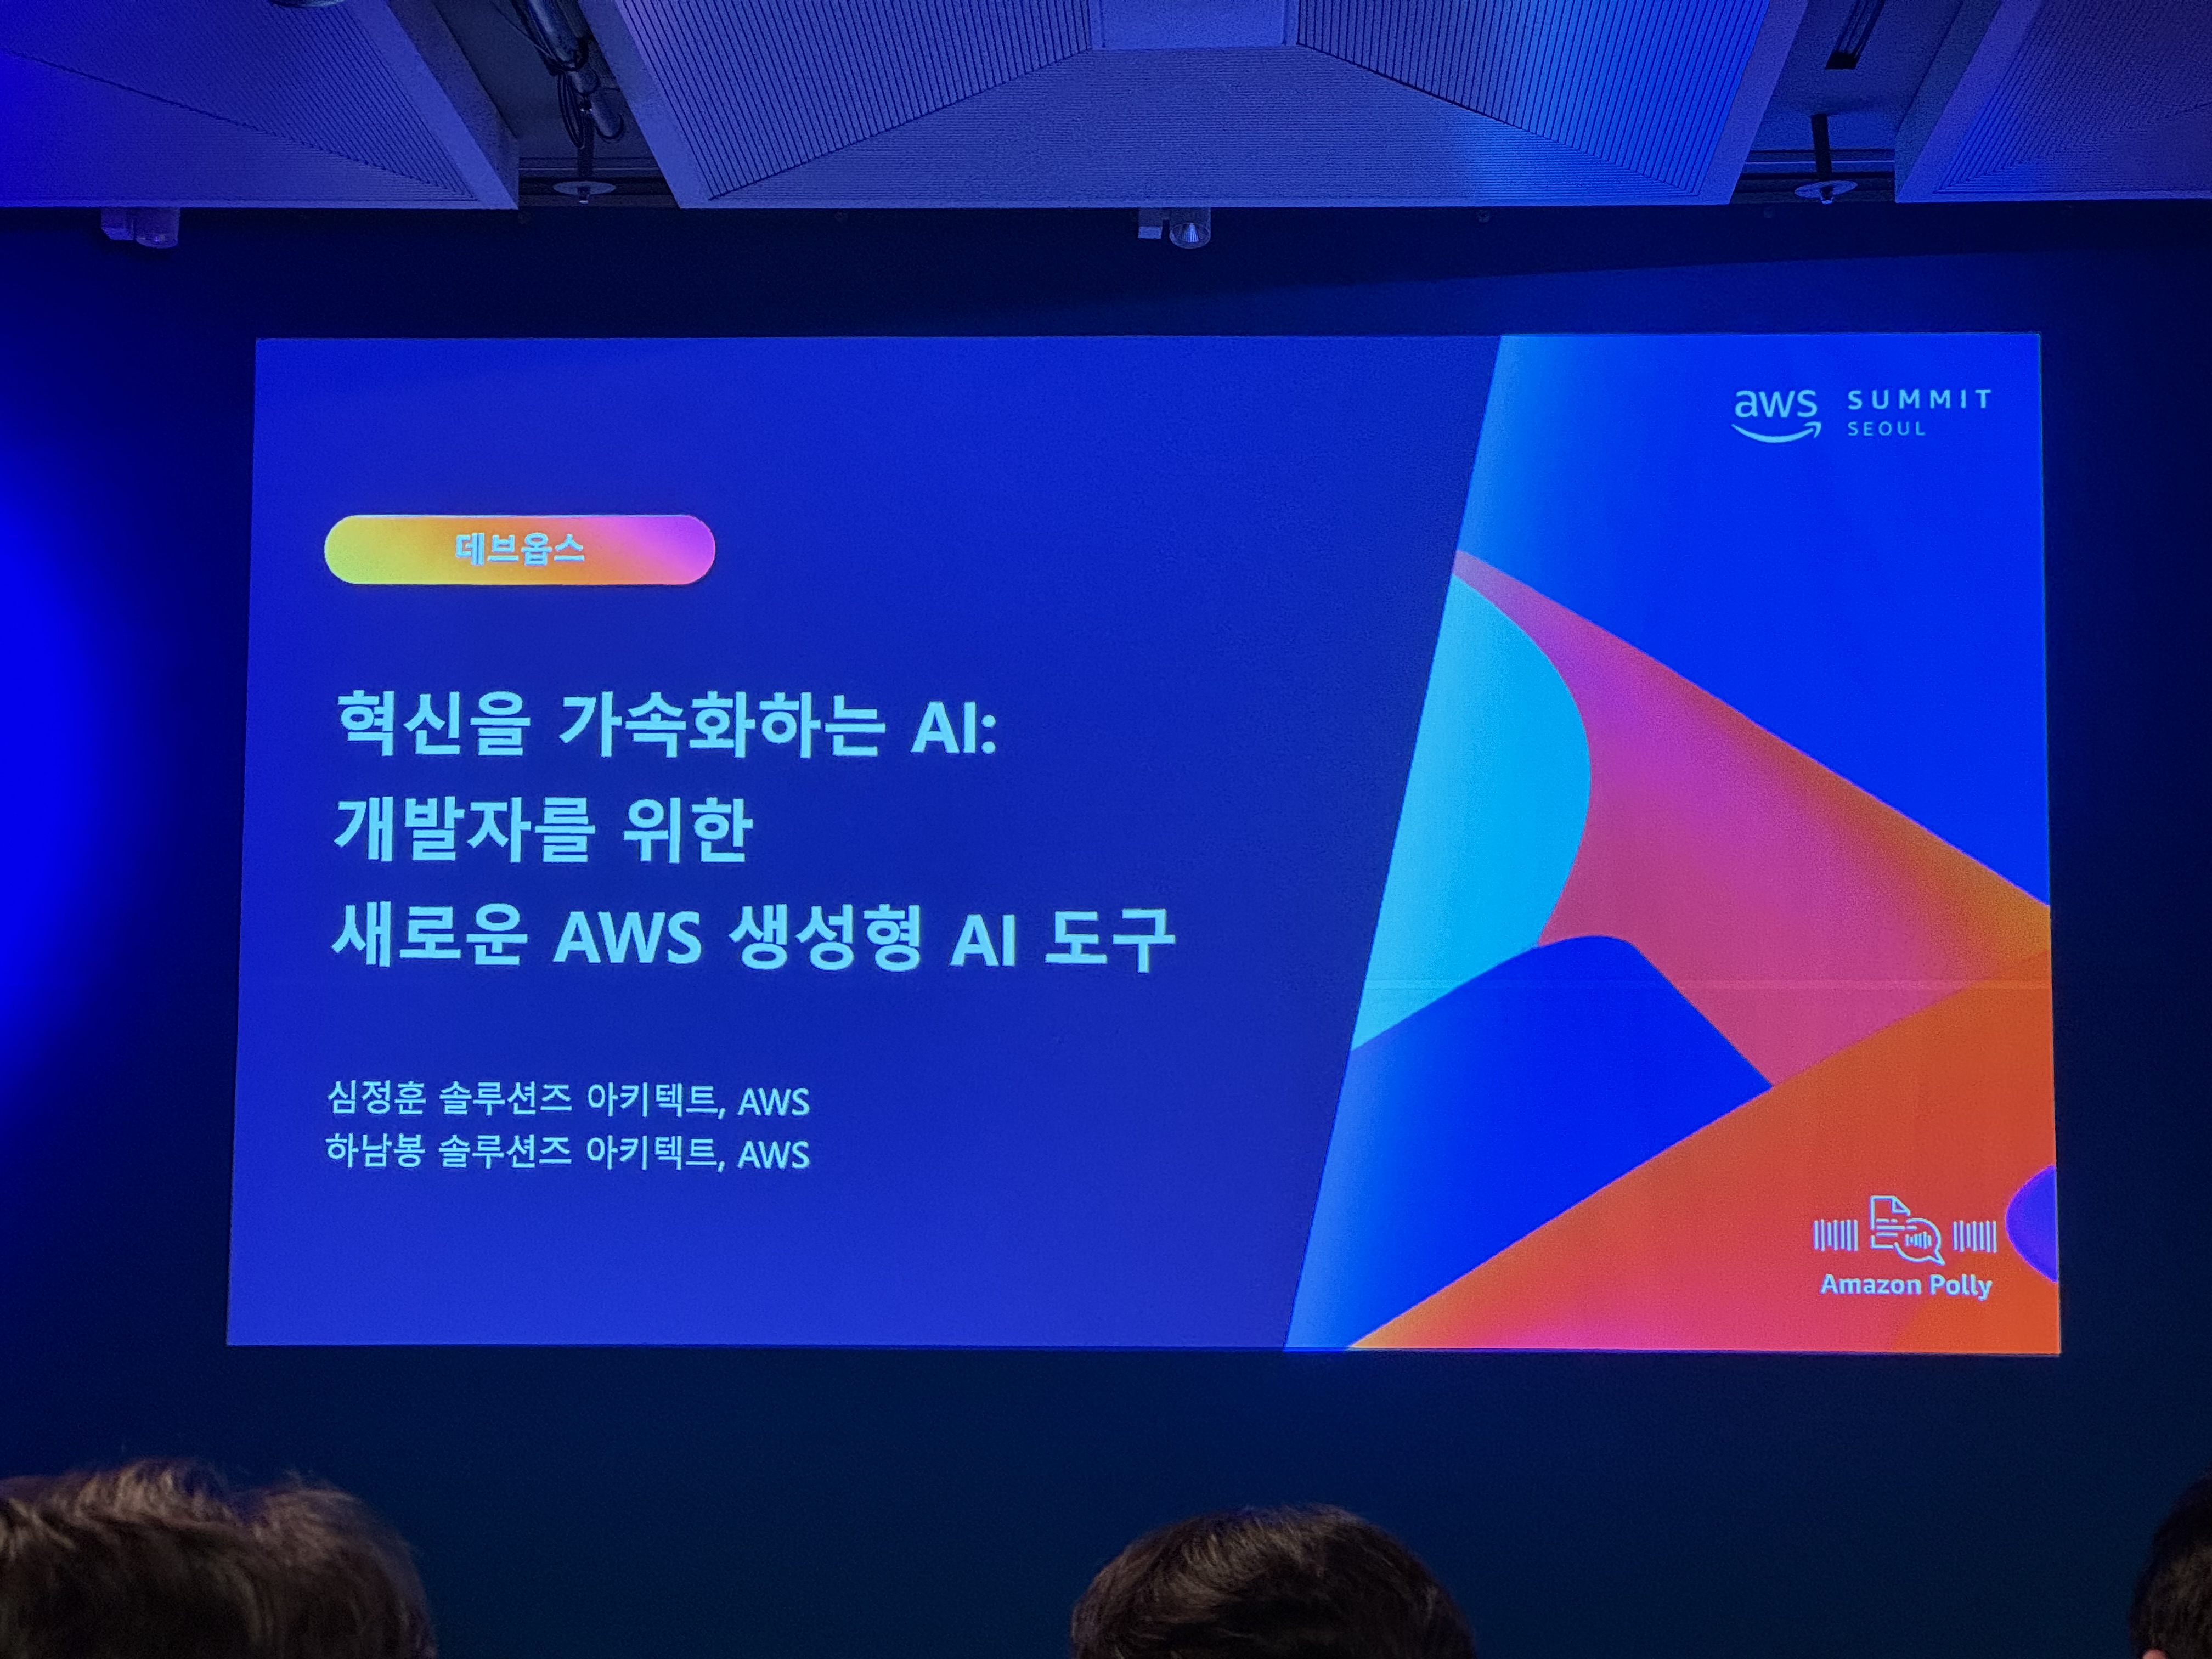 aws SUMMIT
SEOUL
데브옵스
혁신을 가속화하는 AI:
개발자를 위한
새로운 AWS 생성형 AI 도구
심정훈 솔루션즈 아키텍트, AWS
하남봉 솔루션즈 아키텍트, AWS
Amazon Polly